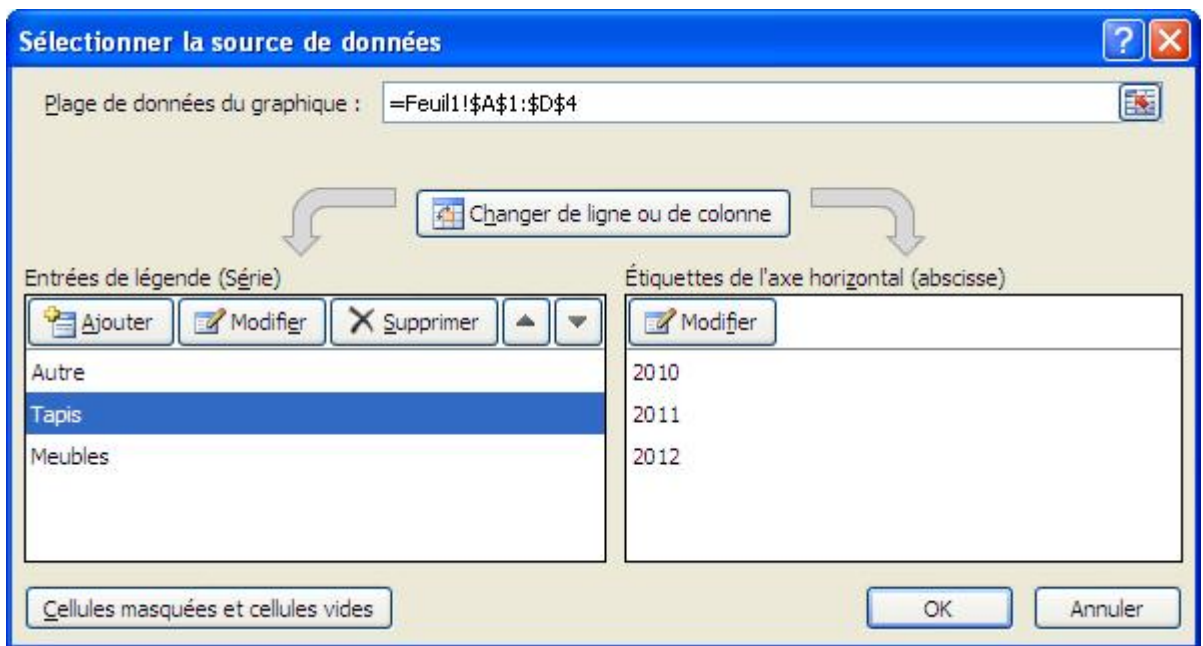 Sélectionner la source de données
Plage de données du graphique : =Feuil1!$A$1:$D$4
Changer de ligne ou de colonne
Entrées de légende (Série)
Ajouter Modifier Supprimer
Autre
Tapis
Meubles
Étiquettes de l'axe horizontal (abscisse)
Modifier
2010
2011
2012
Cellules masquées et cellules vides
OK Annuler